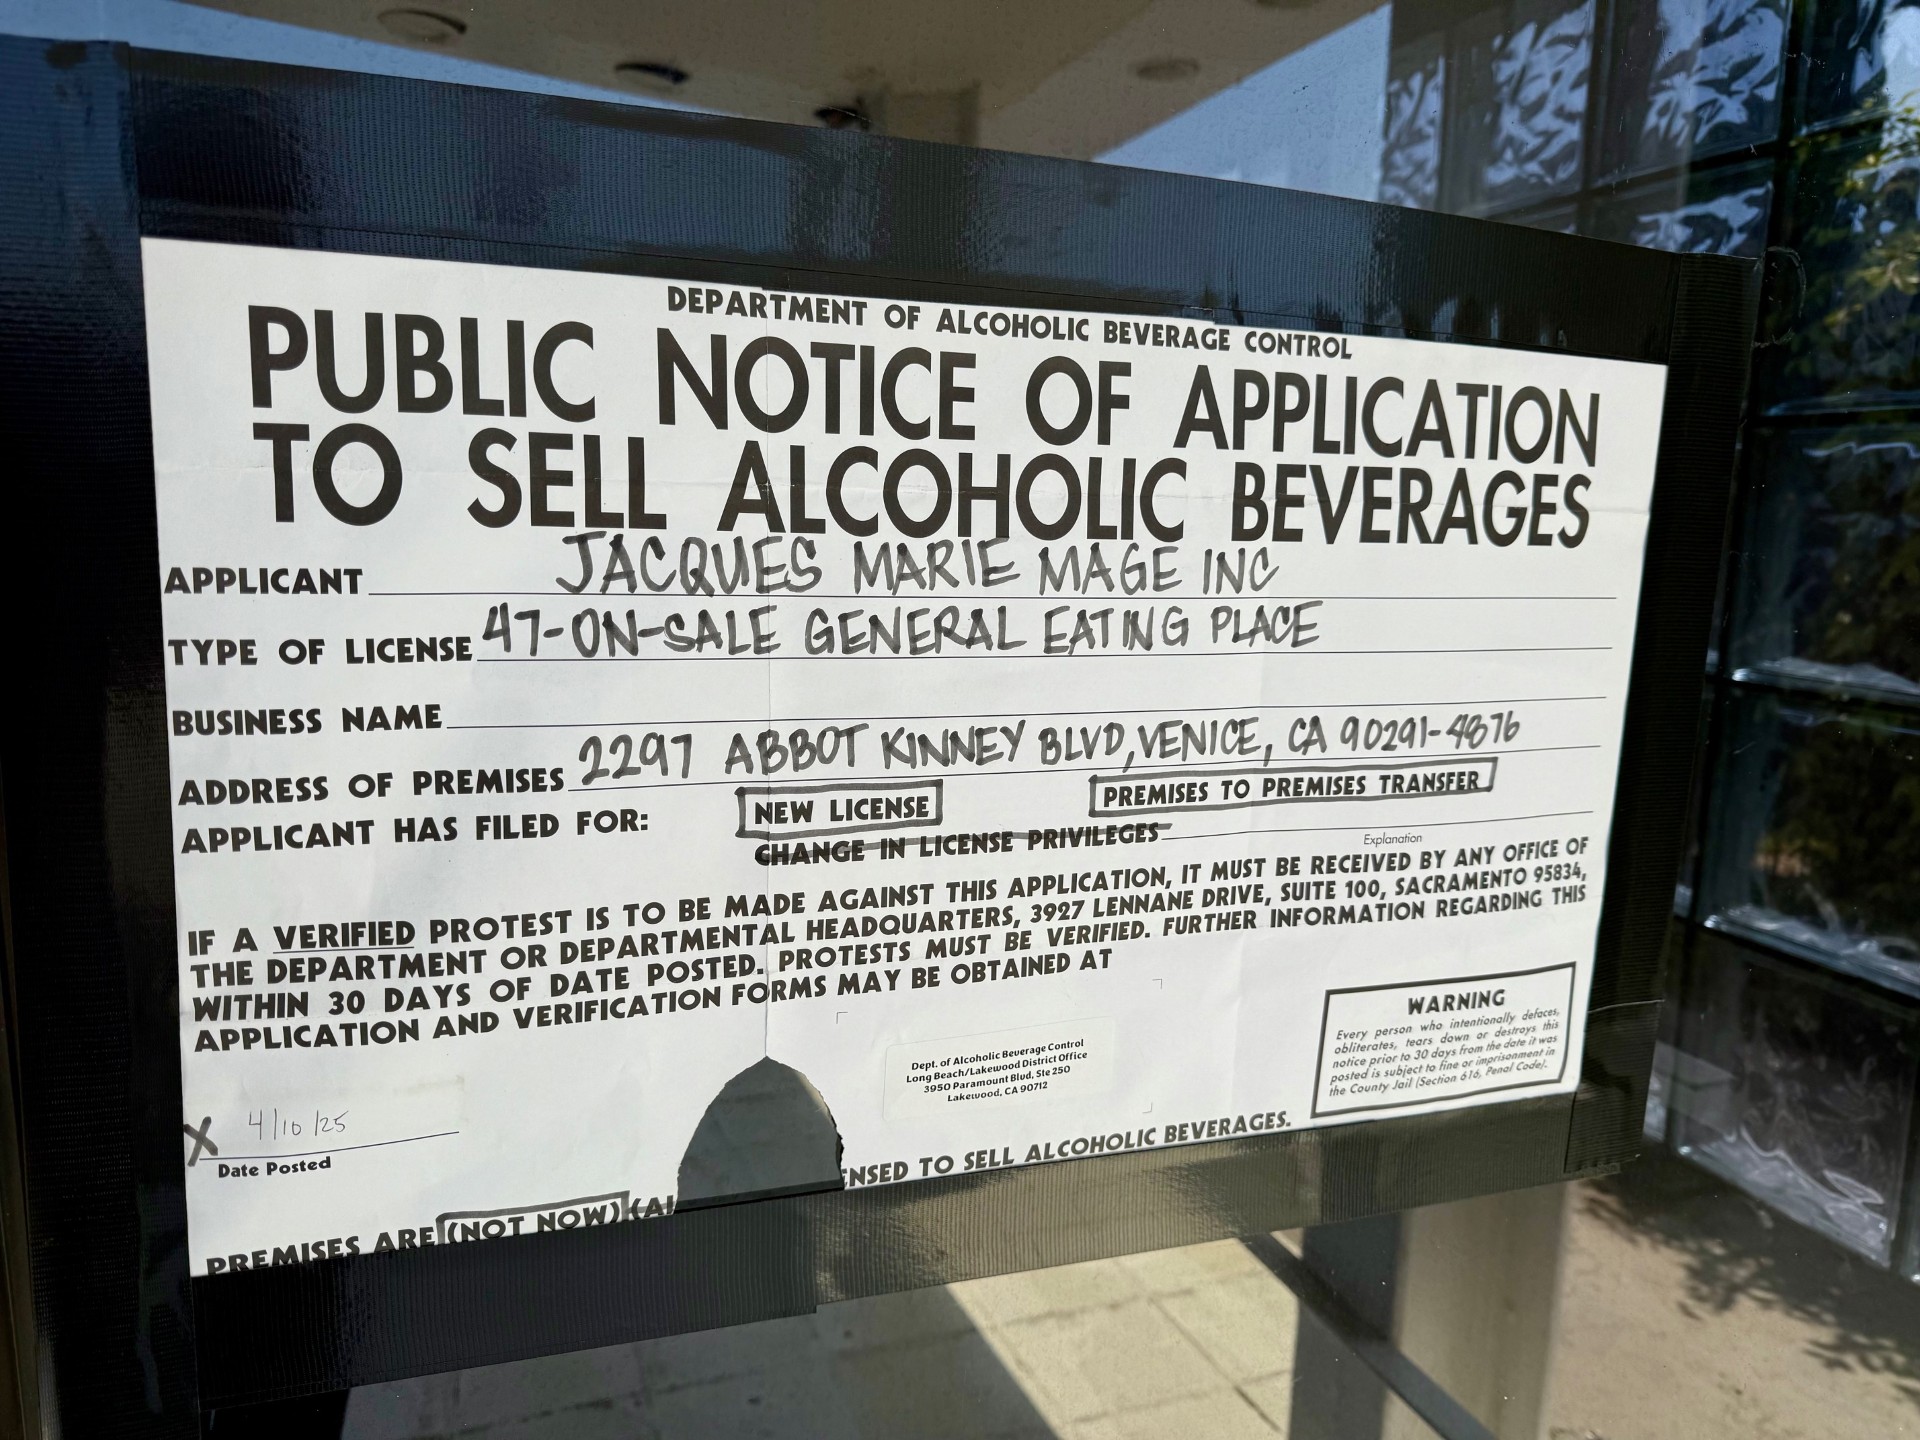 DEPARTMENT OF ALCOHOLIC BEVERAGE CONTROL
PUBLIC NOTICE OF APPLICATION
TO SELL ALCOHOLIC BEVERAGES
APPLICANT JACQUES MARIE MAGE INC
TYPE OF LICENSE 47-ON-SALE GENERAL EATING PLACE
BUSINESS NAME
ADDRESS OF PREMISES 2297 ABBOT KINNEY BLVD, VENICE, CA 90291-4876
APPLICANT HAS FILED FOR: NEW LICENSE PREMISES TO PREMISES TRANSFER
CHANGE IN LICENSE PRIVILEGES
Explanation
IF A VERIFIED PROTEST IS TO BE MADE AGAINST THIS APPLICATION, IT MUST BE RECEIVED BY ANY OFFICE OF
THE DEPARTMENT OR DEPARTMENTAL HEADQUARTERS, 3927 LENNANE DRIVE, SUITE 100, SACRAMENTO 95834,
WITHIN 30 DAYS OF DATE POSTED. PROTESTS MUST BE VERIFIED. FURTHER INFORMATION REGARDING THIS
APPLICATION AND VERIFICATION FORMS MAY BE OBTAINED AT
Dept. of Alcoholic Beverage Control
Long Beach/Lakewood District Office
3950 Paramount Blvd, Ste 250
Lakewood, CA 90712
WARNING
Every person who intentionally defaces,
obliterates, tears down or destroys this
notice prior to 30 days from the date it was
posted is subject to fine or imprisonment in
the County Jail (Section 616, Penal Code).
X 4/10/25
Date Posted
PREMISES ARE (NOT NOW) (A ENSED TO SELL ALCOHOLIC BEVERAGES.